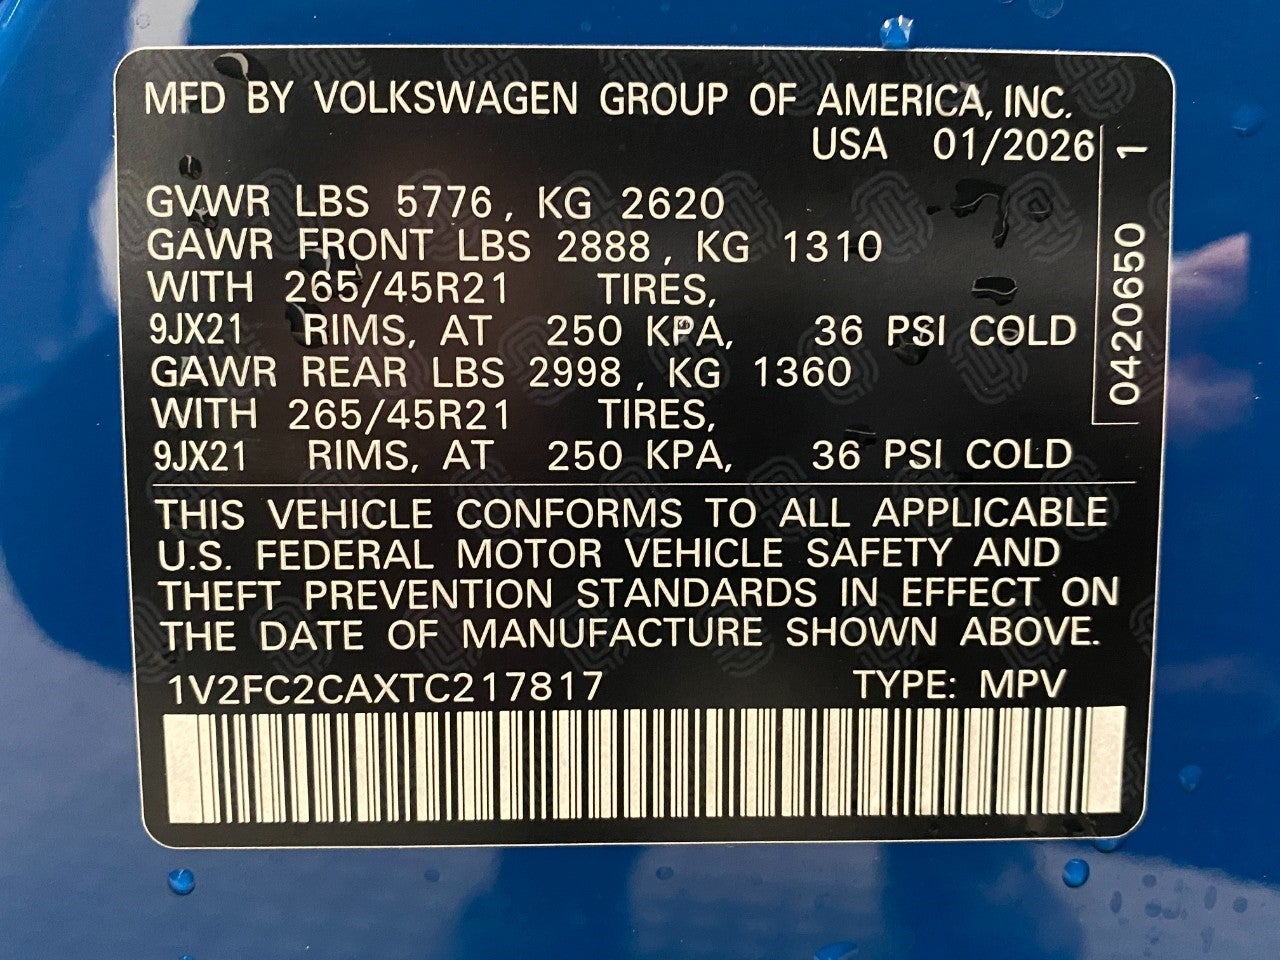 MFD BY VOLKSWAGEN GROUP OF AMERICA, INC.
USA 01/2026
GVWR LBS 5776, KG 2620
GAWR FRONT LBS 2888, KG 1310
WITH 265/45R21 TIRES,
9JX21 RIMS, AT 250 KPA, 36 PSI COLD
GAWR REAR LBS 2998, KG 1360
WITH 265/45R21 TIRES,
9JX21 RIMS, AT 250 KPA, 36 PSI COLD
0420650 1
THIS VEHICLE CONFORMS TO ALL APPLICABLE
U.S. FEDERAL MOTOR VEHICLE SAFETY AND
THEFT PREVENTION STANDARDS IN EFFECT ON
THE DATE OF MANUFACTURE SHOWN ABOVE.
1V2FC2CAXTC217817 TYPE: MPV